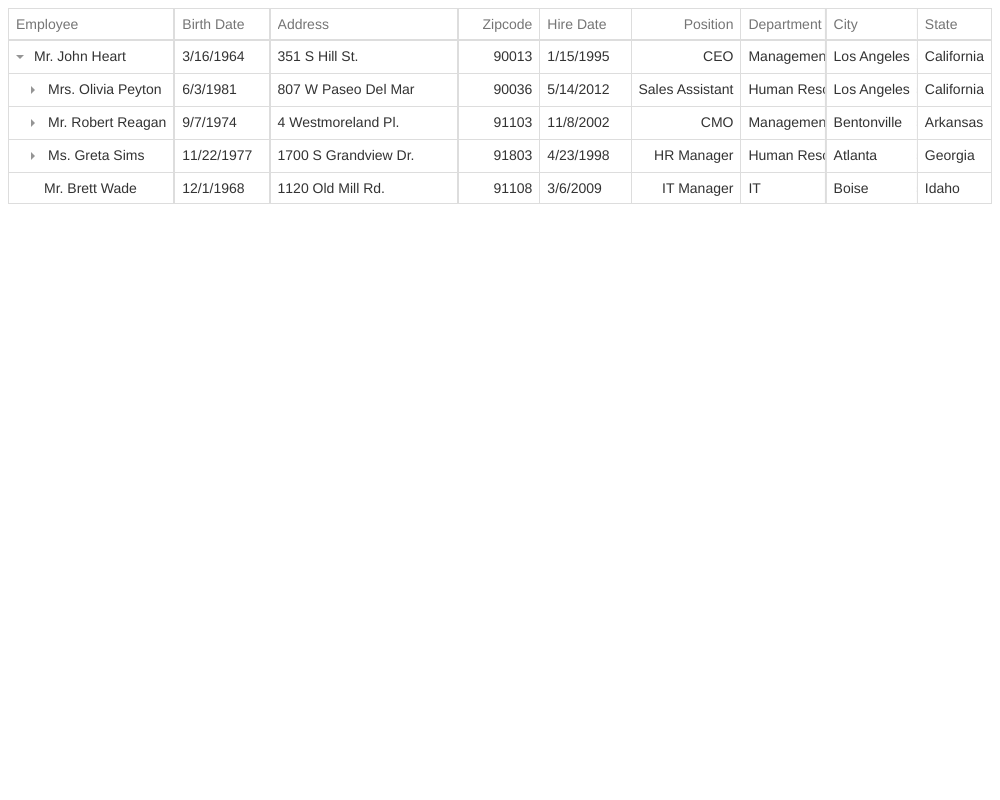 Employee Birth Date Address Zipcode Hire Date Position Department City State
Mr. John Heart 3/16/1964 351 S Hill St. 90013 1/15/1995 CEO Managemen Los Angeles California
Mrs. Olivia Peyton 6/3/1981 807 W Paseo Del Mar 90036 5/14/2012 Sales Assistant Human Reso Los Angeles California
Mr. Robert Reagan 9/7/1974 4 Westmoreland Pl. 91103 11/8/2002 CMO Managemen Bentonville Arkansas
Ms. Greta Sims 11/22/1977 1700 S Grandview Dr. 91803 4/23/1998 HR Manager Human Reso Atlanta Georgia
Mr. Brett Wade 12/1/1968 1120 Old Mill Rd. 91108 3/6/2009 IT Manager IT Boise Idaho